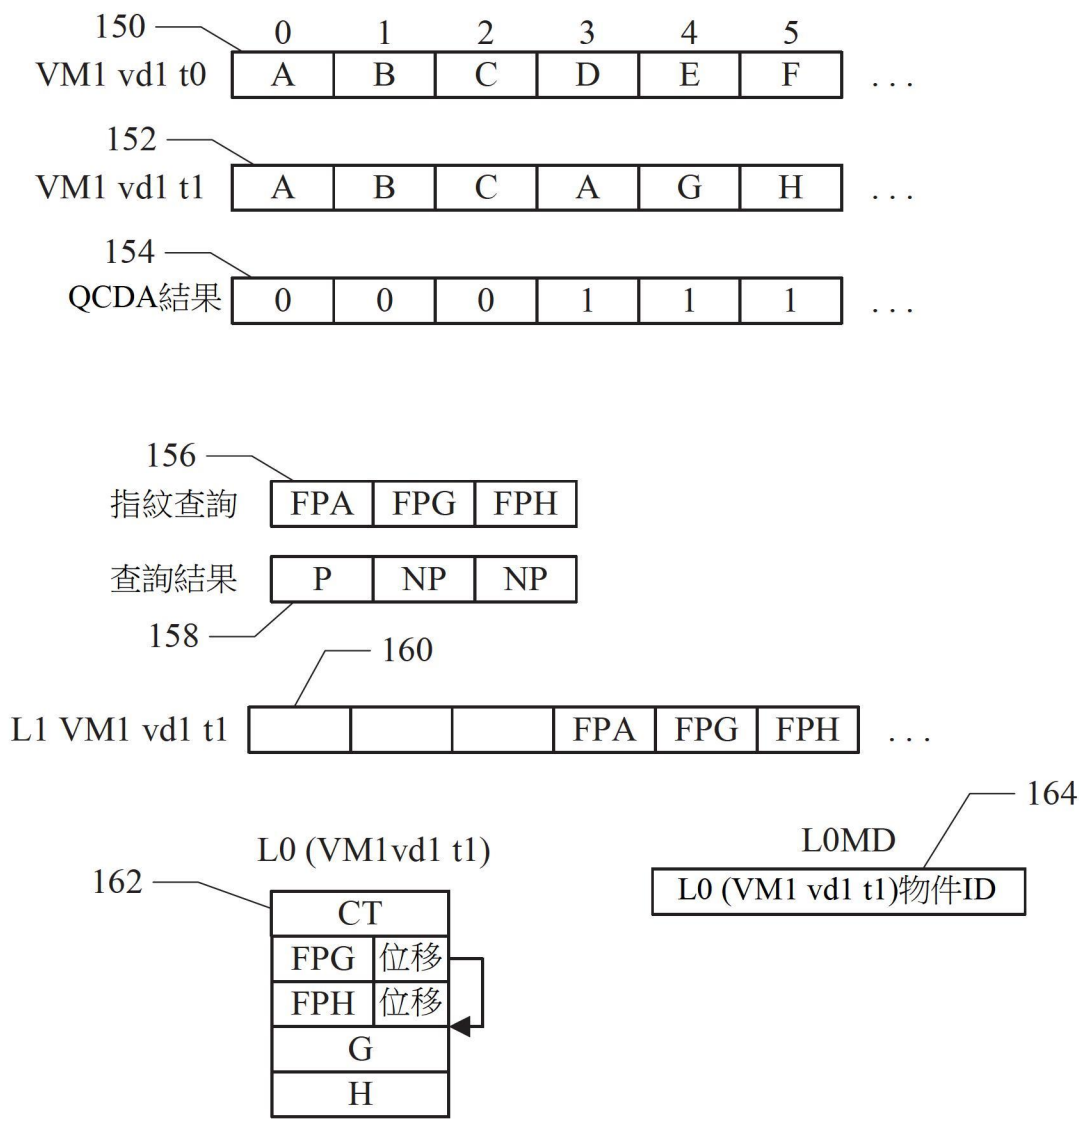 150
0 1 2 3 4 5
VM1 vd1 t0 A B C D E F . . .
152
VM1 vd1 t1 A B C A G H . . .
154
QCDA結果 0 0 0 1 1 1 . . .
156
指紋查詢 FPA FPG FPH
查詢結果 P NP NP
158
160
L1 VM1 vd1 t1 FPA FPG FPH . . .
164
L0MD
L0 (VM1 vd1 t1)物件ID
L0 (VM1vd1 t1)
162
CT
FPG 位移
FPH 位移
G
H